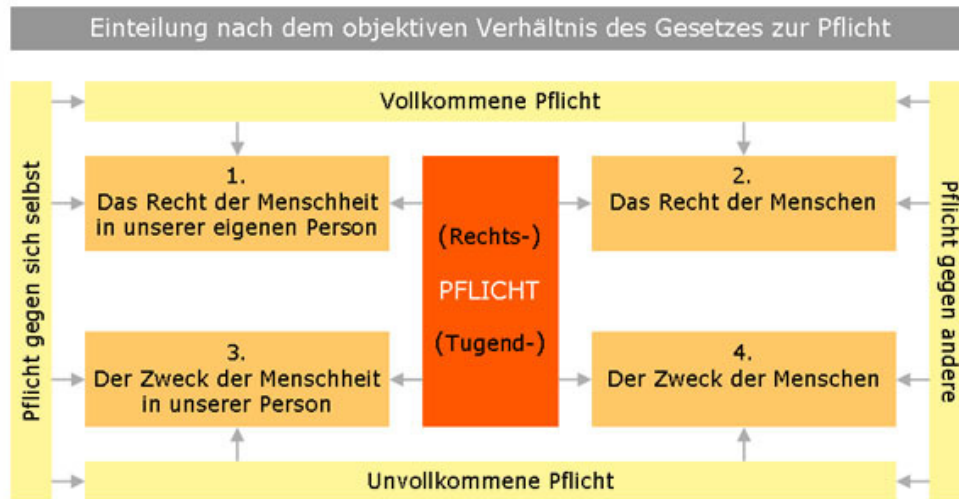 Einteilung nach dem objektiven Verhältnis des Gesetzes zur Pflicht
Vollkommene Pflicht
Pflicht gegen sich selbst
1.
Das Recht der Menschheit
in unserer eigenen Person
(Rechts-)
PFLICHT
(Tugend-)
2.
Das Recht der Menschen
Pflicht gegen andere
3.
Der Zweck der Menschheit
in unserer Person
4.
Der Zweck der Menschen
Unvollkommene Pflicht